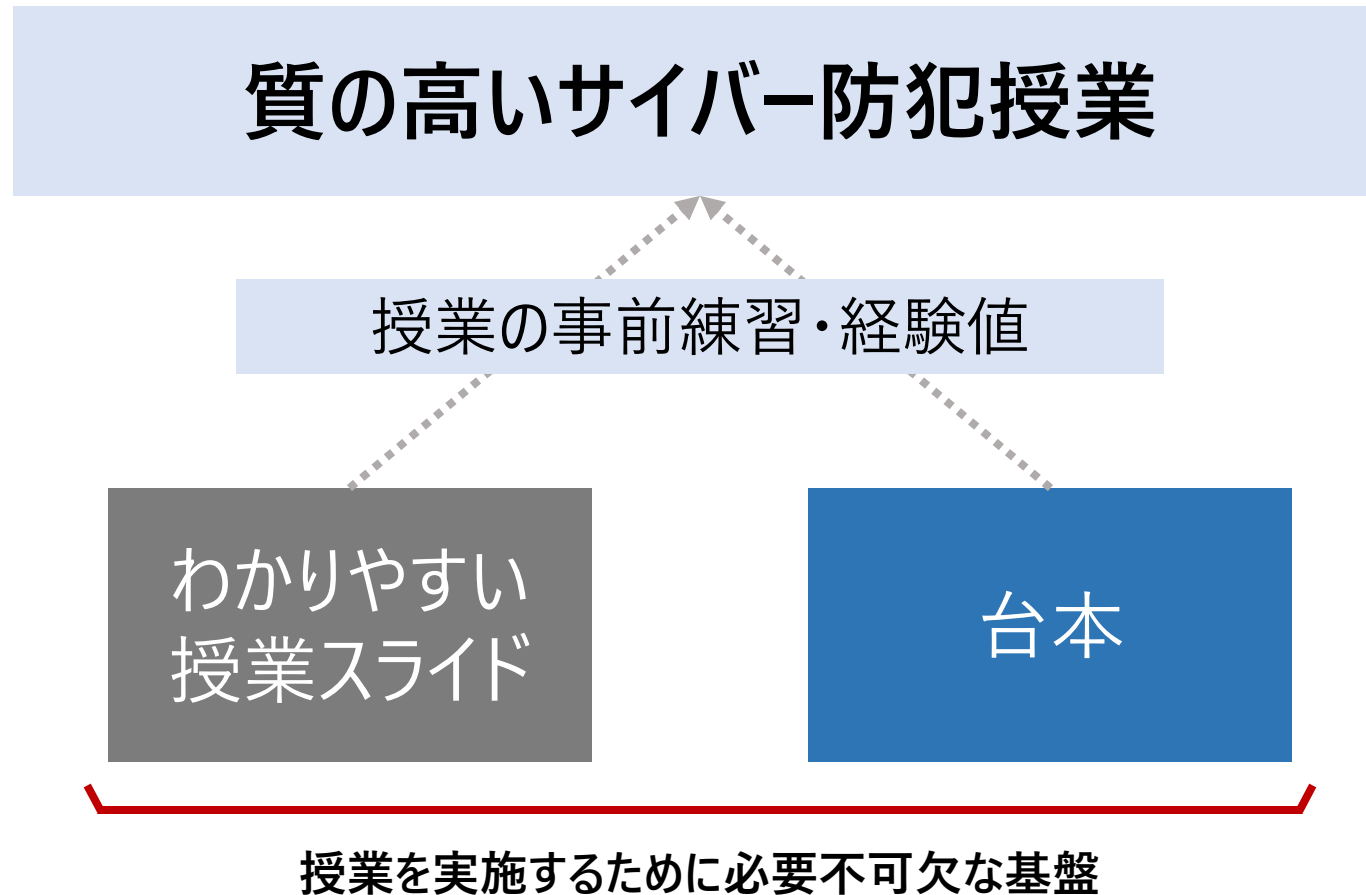 質の高いサイバー防犯授業
授業の事前練習・経験値
わかりやすい
授業スライド
台本
授業を実施するために必要不可欠な基盤